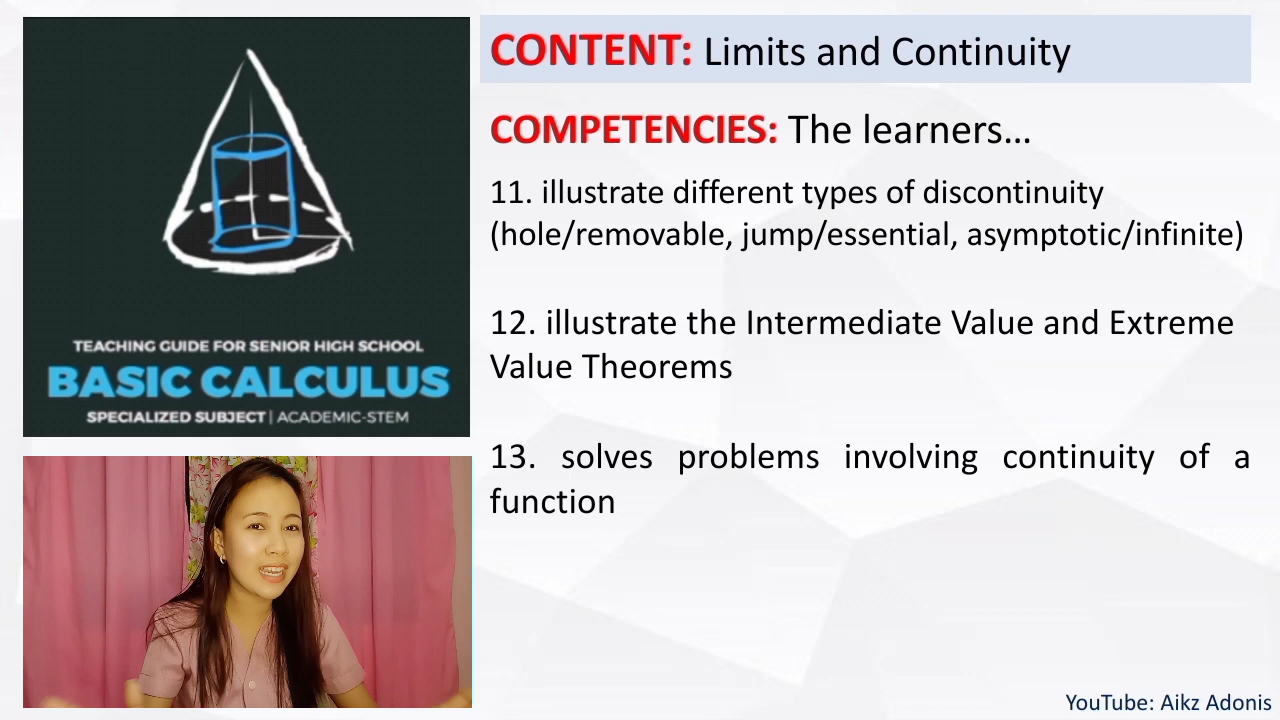 TEACHING GUIDE FOR SENIOR HIGH SCHOOL
BASIC CALCULUS
SPECIALIZED SUBJECT | ACADEMIC-STEM
CONTENT: Limits and Continuity
COMPETENCIES: The learners...
11. illustrate different types of discontinuity
(hole/removable, jump/essential, asymptotic/infinite)
12. illustrate the Intermediate Value and Extreme
Value Theorems
13. solves problems involving continuity of a
function
YouTube: Aikz Adonis